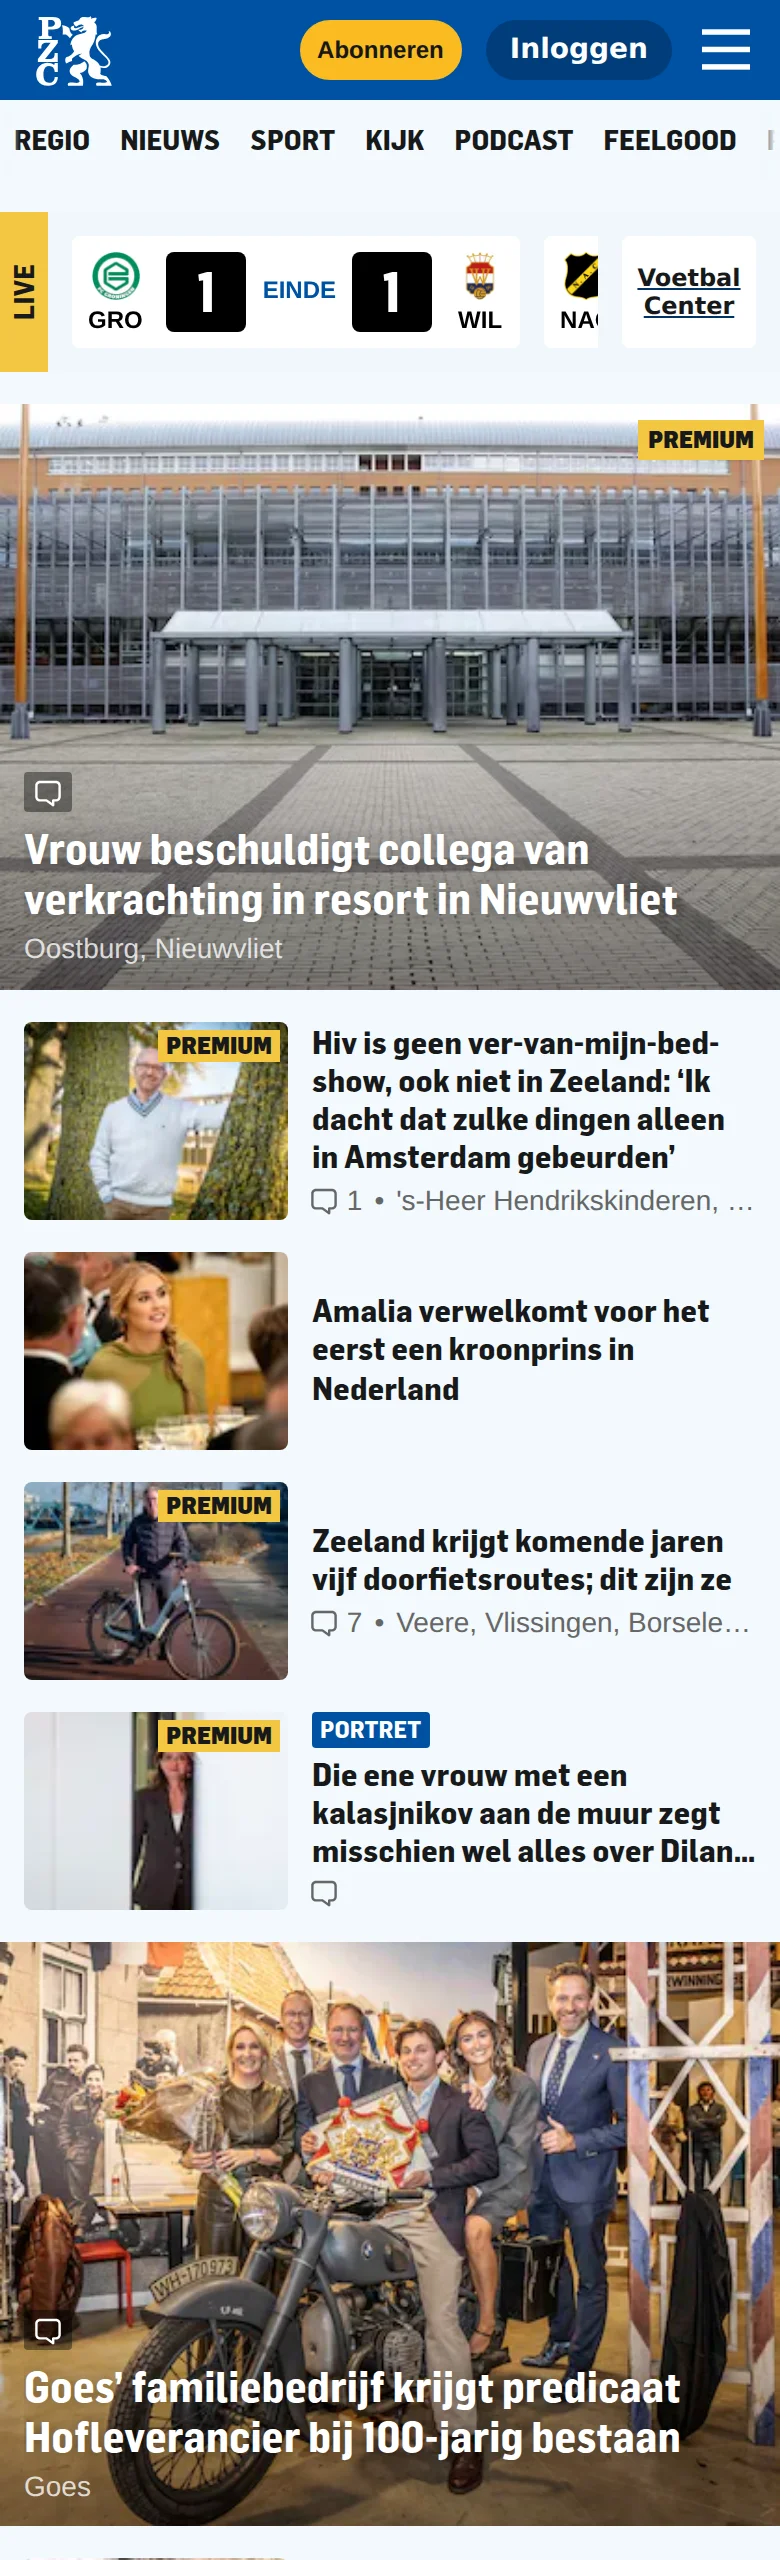 PZC
Abonneren
Inloggen
REGIO NIEUWS SPORT KIJK PODCAST FEELGOOD
LIVE
GRO
1
EINDE
1
WIL
NAC
Voetbal
Center
PREMIUM
Vrouw beschuldigt collega van
verkrachting in resort in Nieuwvliet
Oostburg, Nieuwvliet
PREMIUM
Hiv is geen ver-van-mijn-bed-
show, ook niet in Zeeland: ‘Ik
dacht dat zulke dingen alleen
in Amsterdam gebeurden’
1 • 's-Heer Hendrikskinderen, ...
Amalia verwelkomt voor het
eerst een kroonprins in
Nederland
PREMIUM
Zeeland krijgt komende jaren
vijf doorfietsroutes; dit zijn ze
7 • Veere, Vlissingen, Borsele...
PREMIUM
PORTRET
Die ene vrouw met een
kalasjnikov aan de muur zegt
misschien wel alles over Dilan...
WH-170973
Goes’ familiebedrijf krijgt predicaat
Hofleverancier bij 100-jarig bestaan
Goes